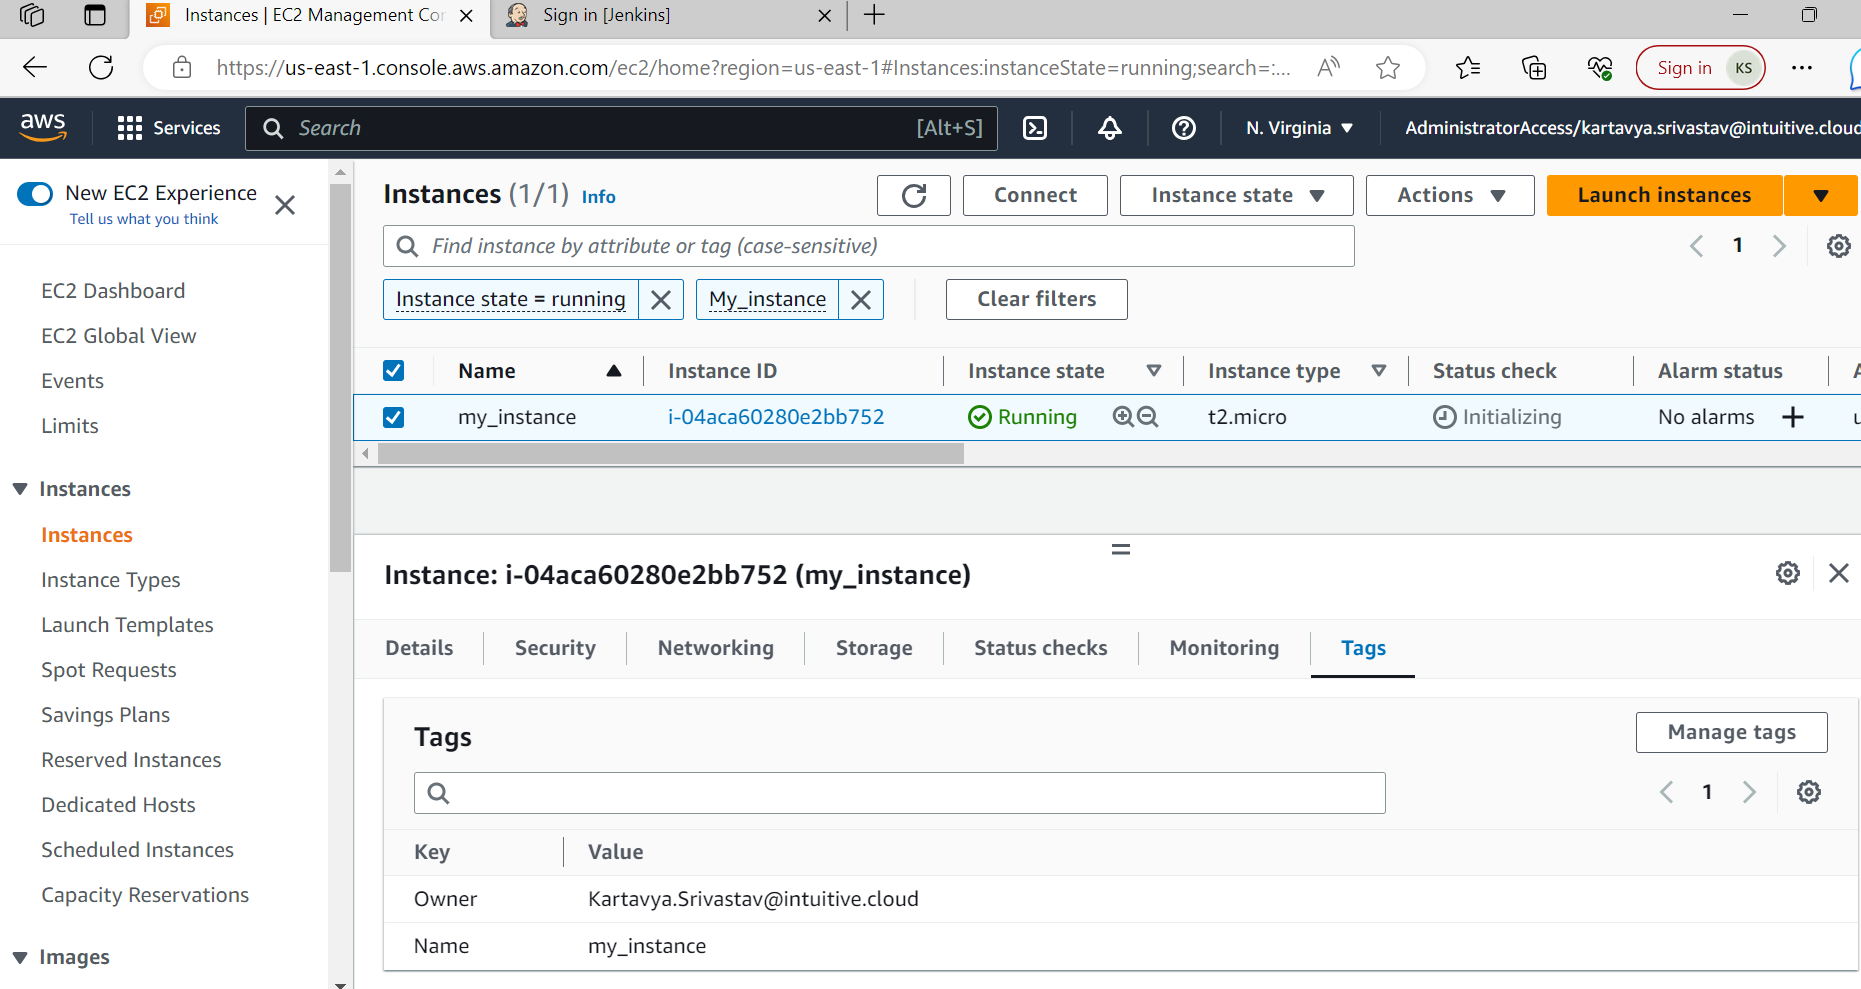 Instances | EC2 Management Con
Sign in [Jenkins]
https://us-east-1.console.aws.amazon.com/ec2/home?region=us-east-1#Instances:instanceState=running;search=:...
Sign in KS
aws
Services
Search [Alt+S]
N. Virginia
AdministratorAccess/kartavya.srivastav@intuitive.cloud
New EC2 Experience
Tell us what you think
EC2 Dashboard
EC2 Global View
Events
Limits
Instances
Instances
Instance Types
Launch Templates
Spot Requests
Savings Plans
Reserved Instances
Dedicated Hosts
Scheduled Instances
Capacity Reservations
Images
Instances (1/1) Info
Connect
Instance state
Actions
Launch instances
Find instance by attribute or tag (case-sensitive)
1
Instance state = running
My_instance
Clear filters
Name Instance ID Instance state Instance type Status check Alarm status
my_instance i-04aca60280e2bb752 Running t2.micro Initializing No alarms
Instance: i-04aca60280e2bb752 (my_instance)
Details Security Networking Storage Status checks Monitoring Tags
Tags
Manage tags
1
Key Value
Owner Kartavya.Srivastav@intuitive.cloud
Name my_instance